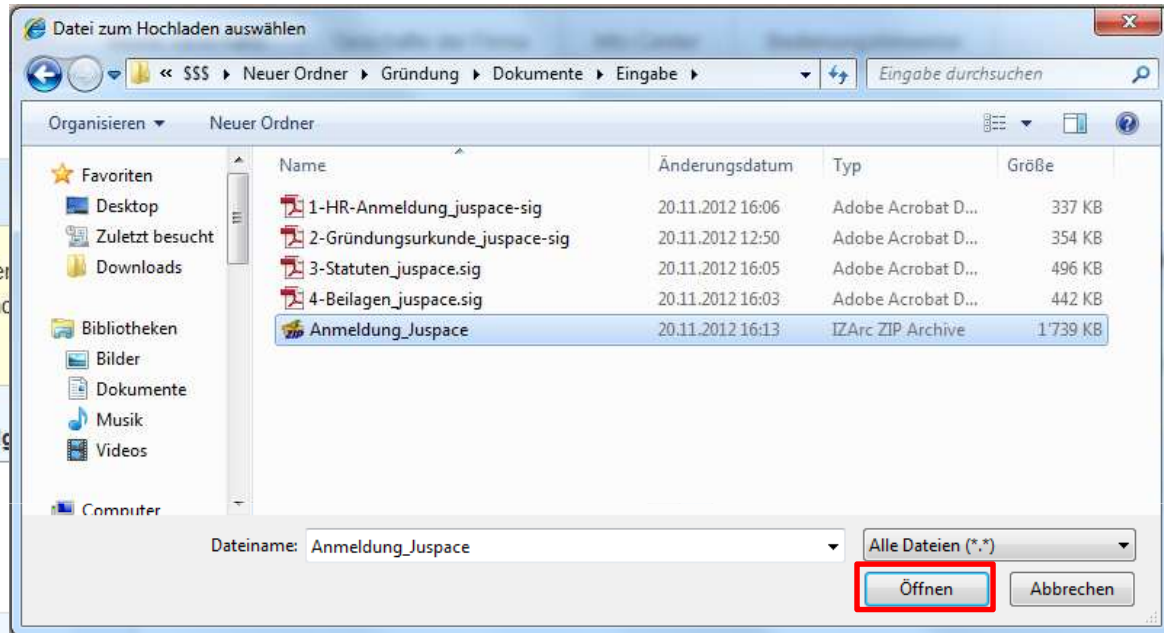 Datei zum Hochladen auswählen
« $$$ Neuer Ordner Gründung Dokumente Eingabe Eingabe durchsuchen
Organisieren Neuer Ordner
Name Änderungsdatum Typ Größe
Favoriten
Desktop 1-HR-Anmeldung_juspace-sig 20.11.2012 16:06 Adobe Acrobat D... 337 KB
Zuletzt besucht 2-Gründungsurkunde_juspace-sig 20.11.2012 12:50 Adobe Acrobat D... 354 KB
Downloads 3-Statuten_juspace.sig 20.11.2012 16:05 Adobe Acrobat D... 496 KB
4-Beilagen_juspace.sig 20.11.2012 16:03 Adobe Acrobat D... 442 KB
Bibliotheken Anmeldung_Juspace 20.11.2012 16:13 IZArc ZIP Archive 1'739 KB
Bilder
Dokumente
Musik
Videos
Computer
Dateiname: Anmeldung_Juspace Alle Dateien (*.*)
Öffnen Abbrechen